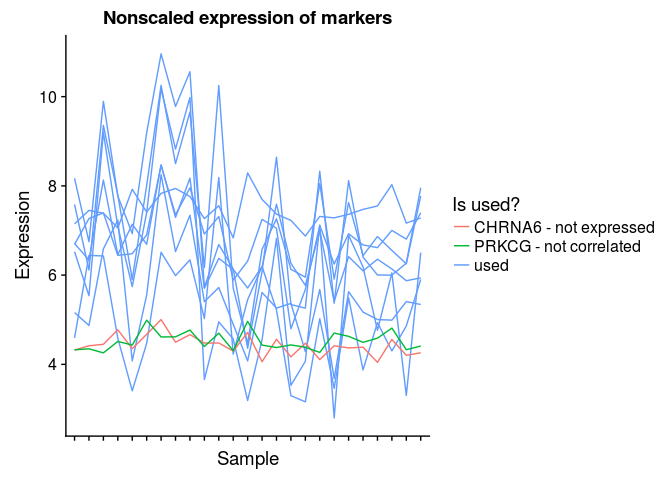 Nonscaled expression of markers
Expression
10
8
6
4
Sample
Is used?
CHRNA6 - not expressed
PRKCG - not correlated
used